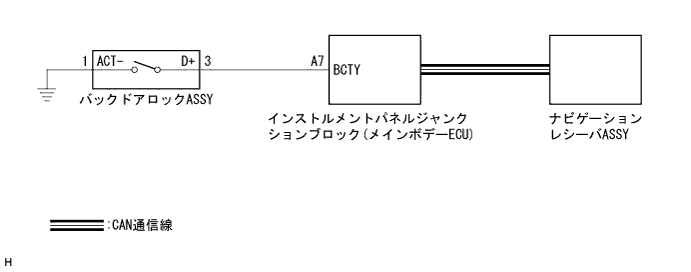 1 ACT- D+ 3
A7 BCTY
バックドアロックASSY
インストルメントパネルジャンク
ションブロック(メインボデーECU)
ナビゲーション
レシーバASSY
:CAN通信線
H